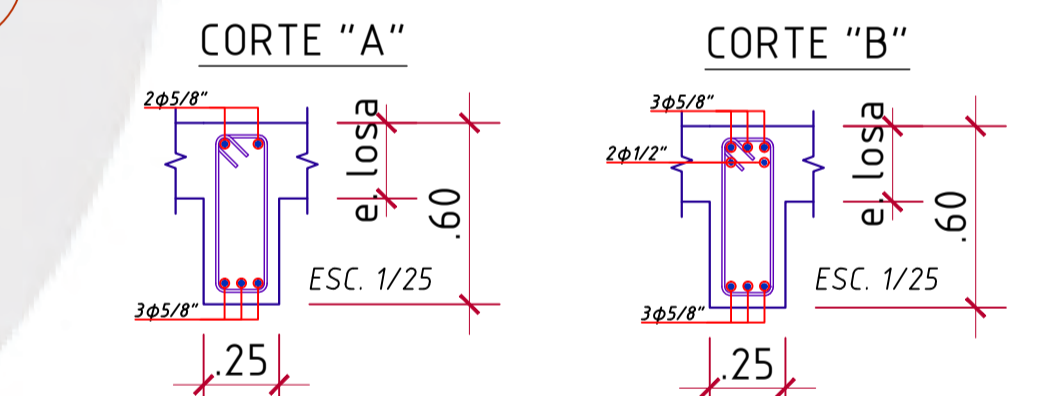 CORTE "A"
2ϕ5/8"
e. losa
.60
ESC. 1/25
3ϕ5/8"
.25
CORTE "B"
3ϕ5/8"
2ϕ1/2"
e. losa
.60
ESC. 1/25
3ϕ5/8"
.25